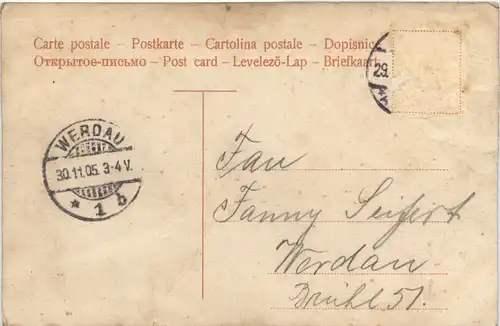 Carte postale – Postkarte – Cartolina postale – Dopisnice
Открытое-письмо – Post card – Levelező-Lap – Briefkaart
29
WERDAU
30.11.05. 3-4 V.
* 1 b
Frau
Fanny Seifert
Werdau
Brühl 51.